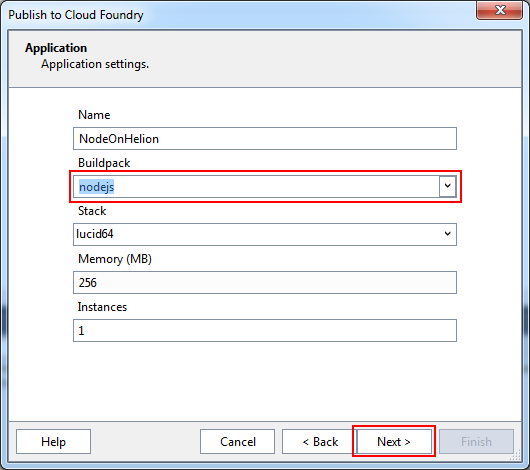 Publish to Cloud Foundry
Application
Application settings.
Name
NodeOnHelion
Buildpack
nodejs
Stack
lucid64
Memory (MB)
256
Instances
1
Help
Cancel
< Back
Next >
Finish